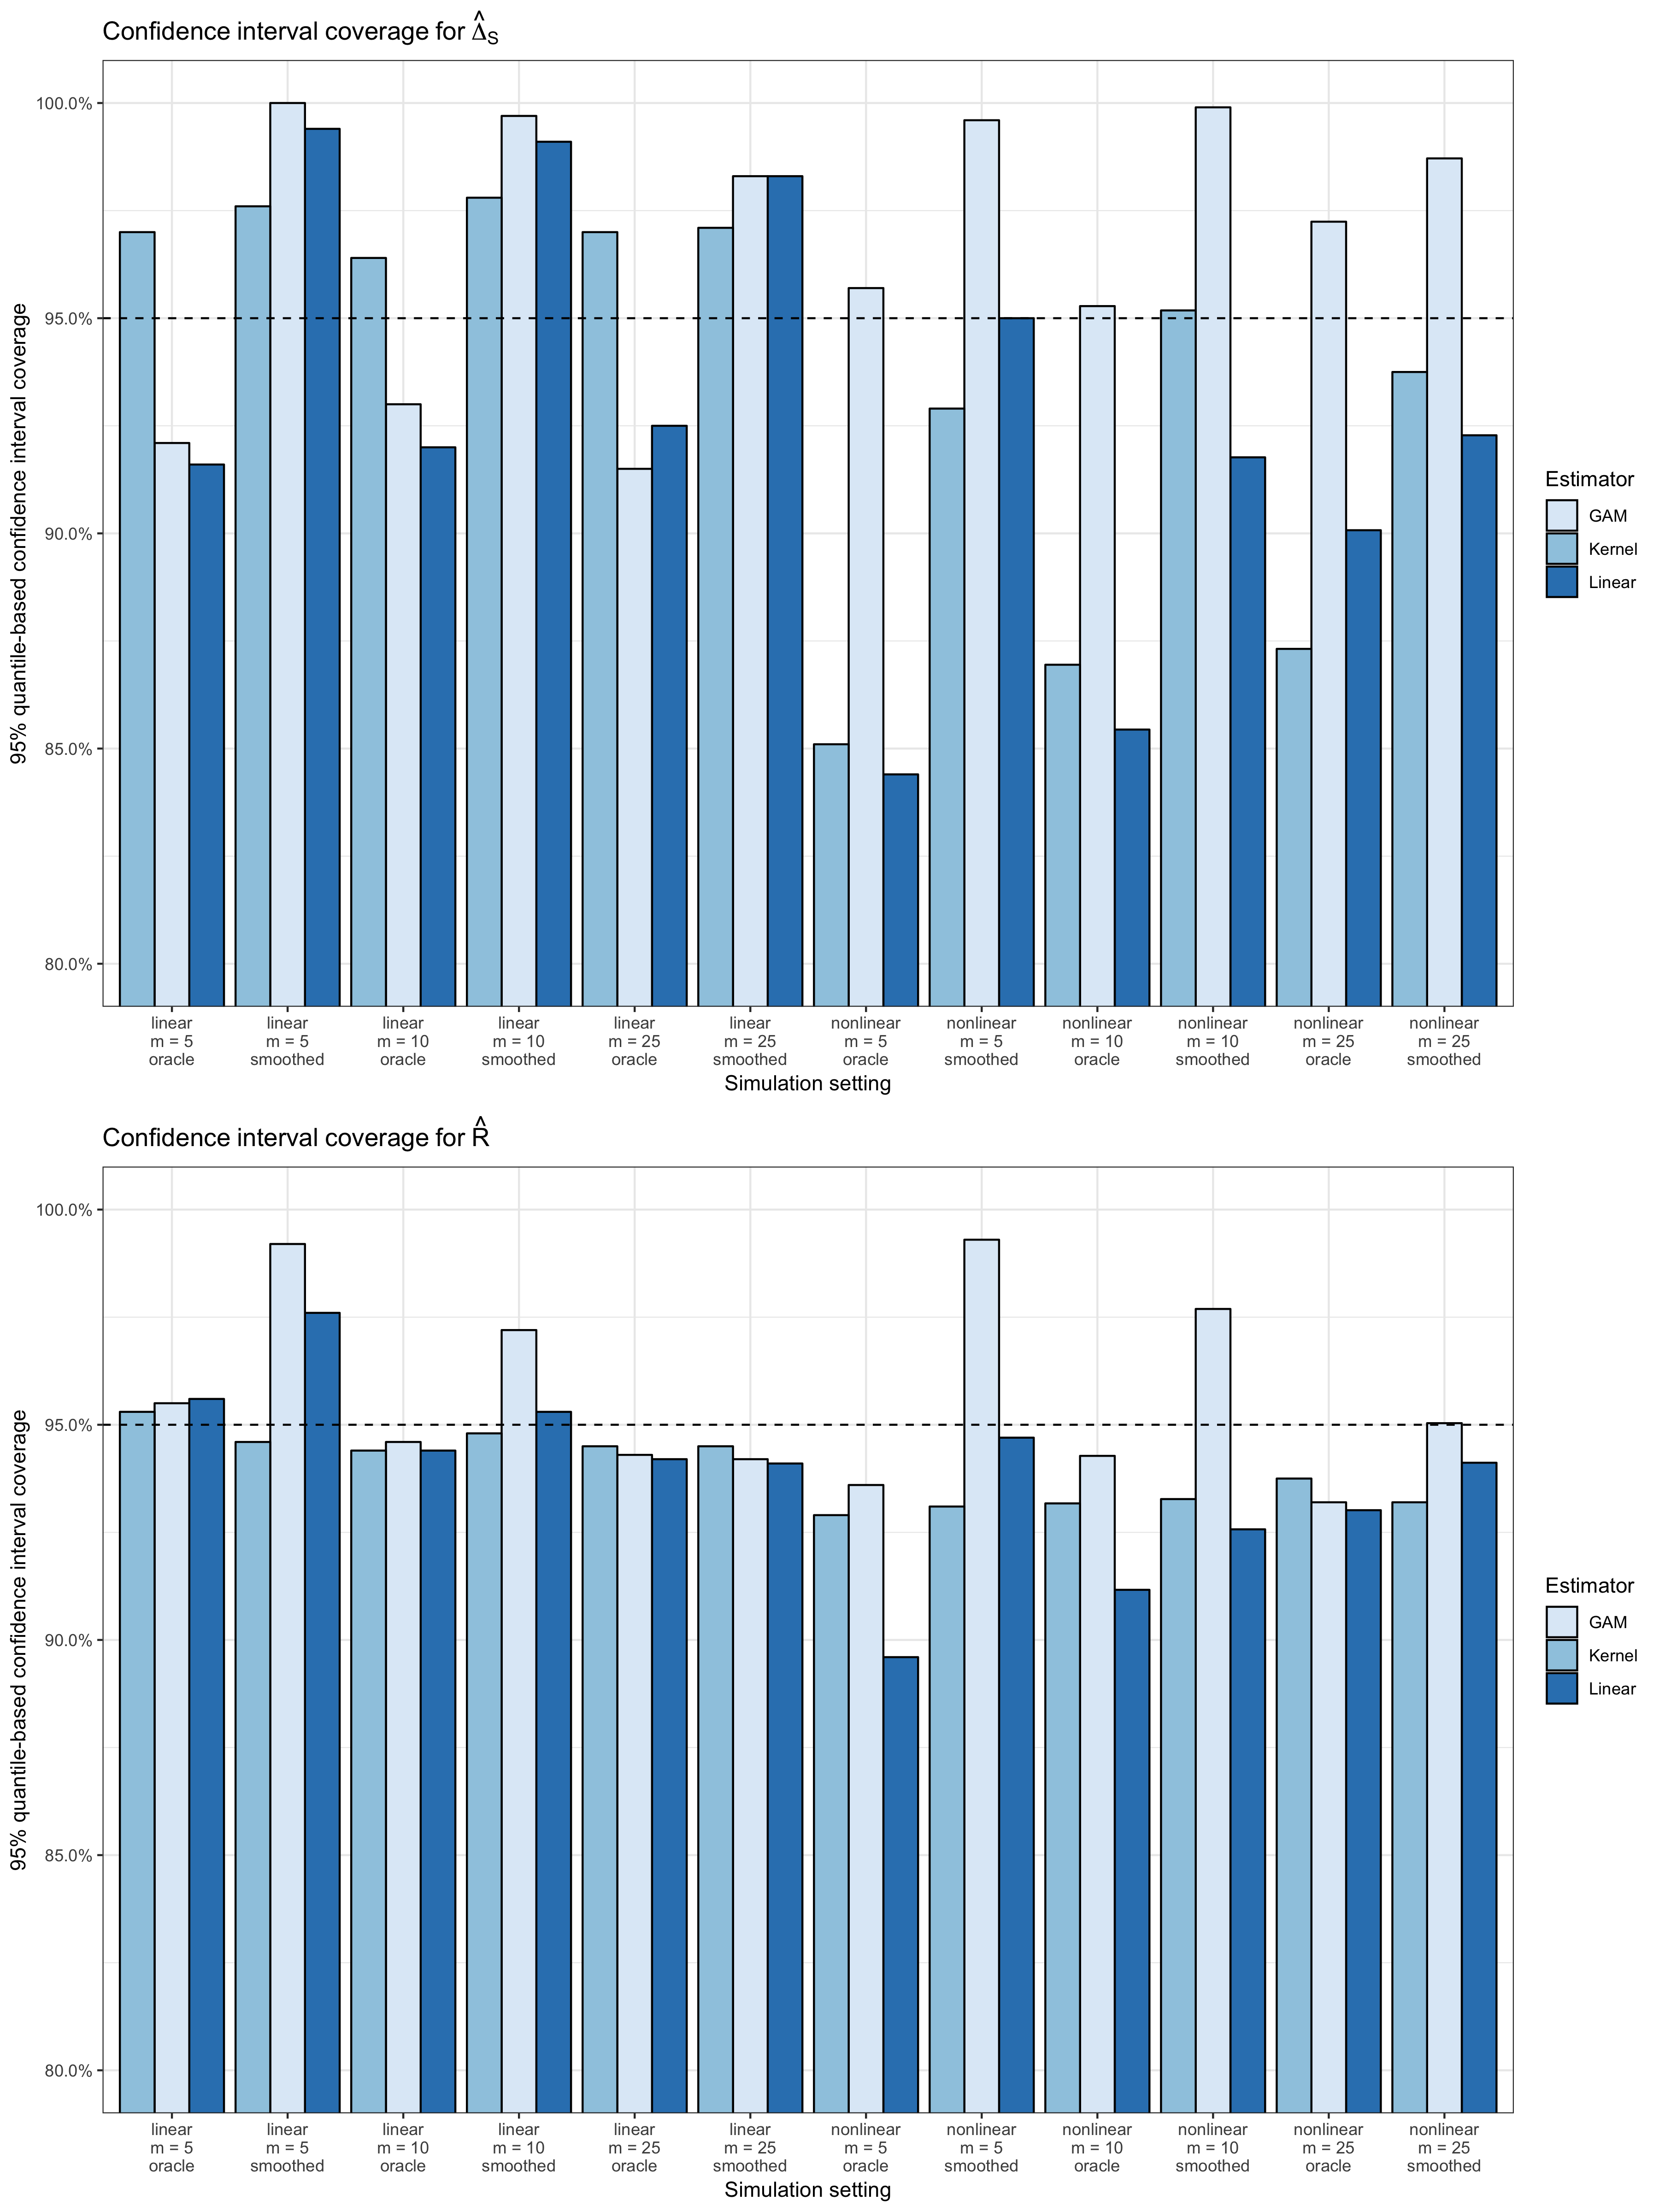 Confidence interval coverage for Δ̂S
95% quantile-based confidence interval coverage
100.0%
95.0%
90.0%
85.0%
80.0%
linear linear linear linear linear linear nonlinear nonlinear nonlinear nonlinear nonlinear nonlinear
m = 5 m = 5 m = 10 m = 10 m = 25 m = 25 m = 5 m = 5 m = 10 m = 10 m = 25 m = 25
oracle smoothed oracle smoothed oracle smoothed oracle smoothed oracle smoothed oracle smoothed
Simulation setting
Estimator
GAM
Kernel
Linear
Confidence interval coverage for R̂
95% quantile-based confidence interval coverage
100.0%
95.0%
90.0%
85.0%
80.0%
linear linear linear linear linear linear nonlinear nonlinear nonlinear nonlinear nonlinear nonlinear
m = 5 m = 5 m = 10 m = 10 m = 25 m = 25 m = 5 m = 5 m = 10 m = 10 m = 25 m = 25
oracle smoothed oracle smoothed oracle smoothed oracle smoothed oracle smoothed oracle smoothed
Simulation setting
Estimator
GAM
Kernel
Linear